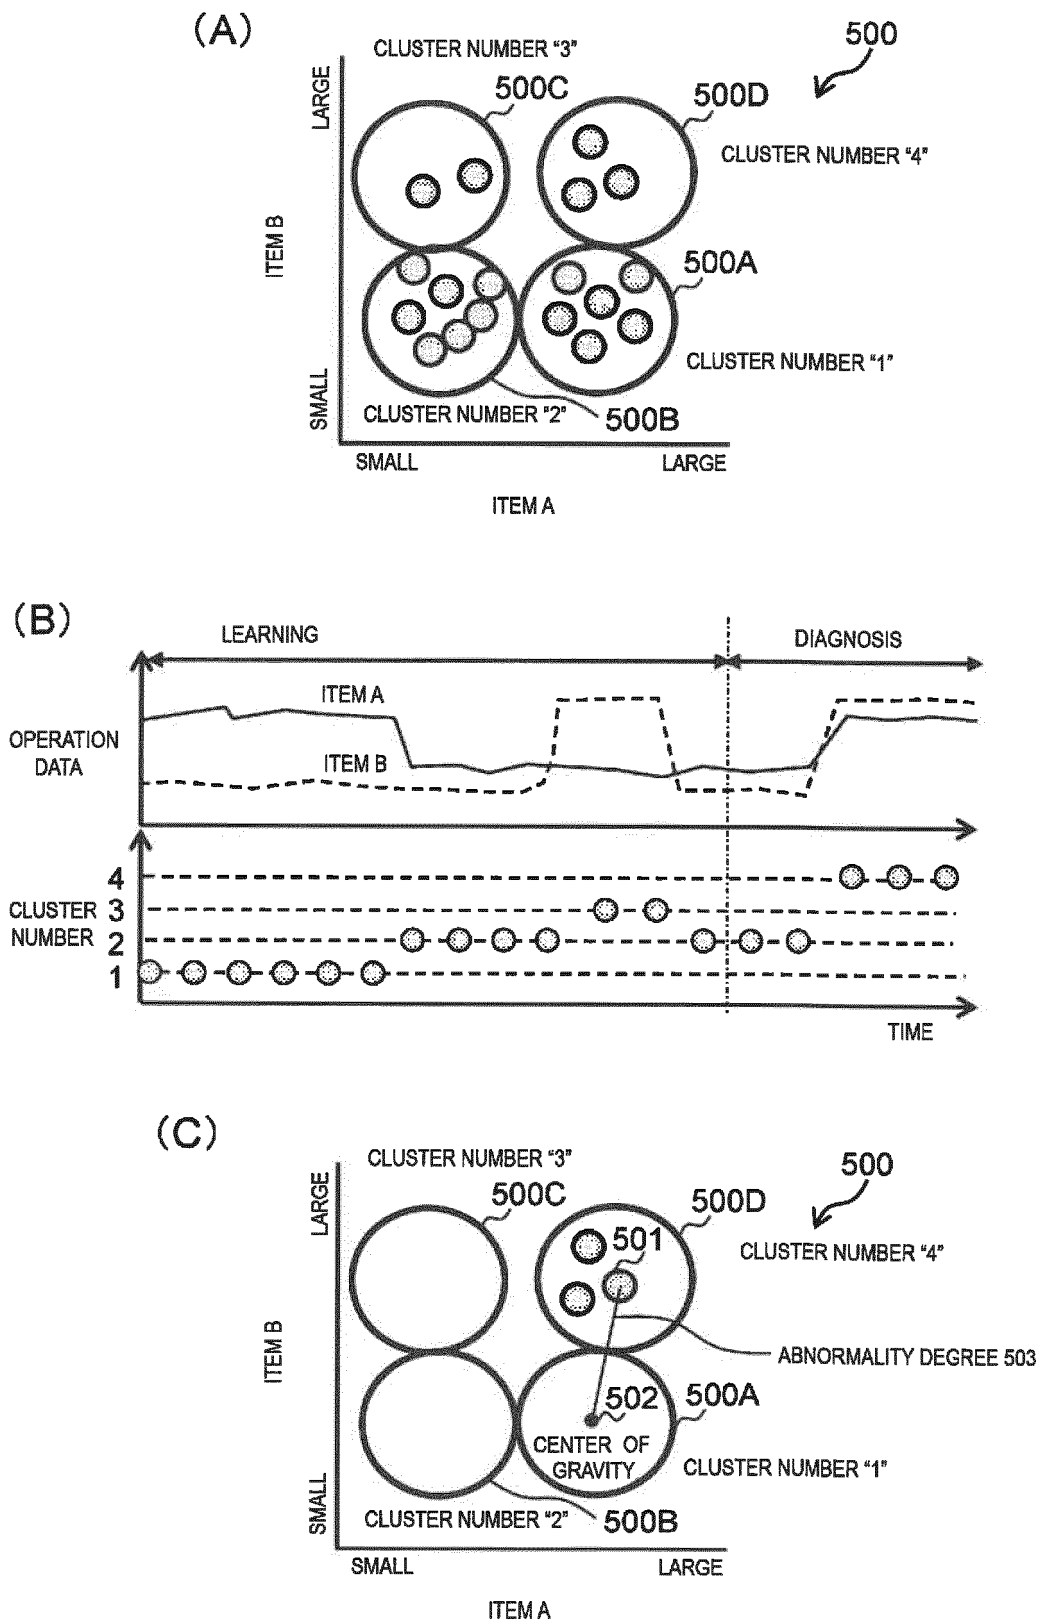 (A)
CLUSTER NUMBER "3"
500
500C
500D
CLUSTER NUMBER "4"
LARGE
ITEM B
SMALL
500A
CLUSTER NUMBER "1"
CLUSTER NUMBER "2"
500B
SMALL
LARGE
ITEM A
(B)
LEARNING
DIAGNOSIS
OPERATION
DATA
ITEM A
ITEM B
CLUSTER
NUMBER
4
3
2
1
TIME
(C)
CLUSTER NUMBER "3"
500
500C
500D
501
CLUSTER NUMBER "4"
LARGE
ITEM B
SMALL
ABNORMALITY DEGREE 503
502
500A
CENTER OF
GRAVITY
CLUSTER NUMBER "1"
CLUSTER NUMBER "2"
500B
SMALL
LARGE
ITEM A